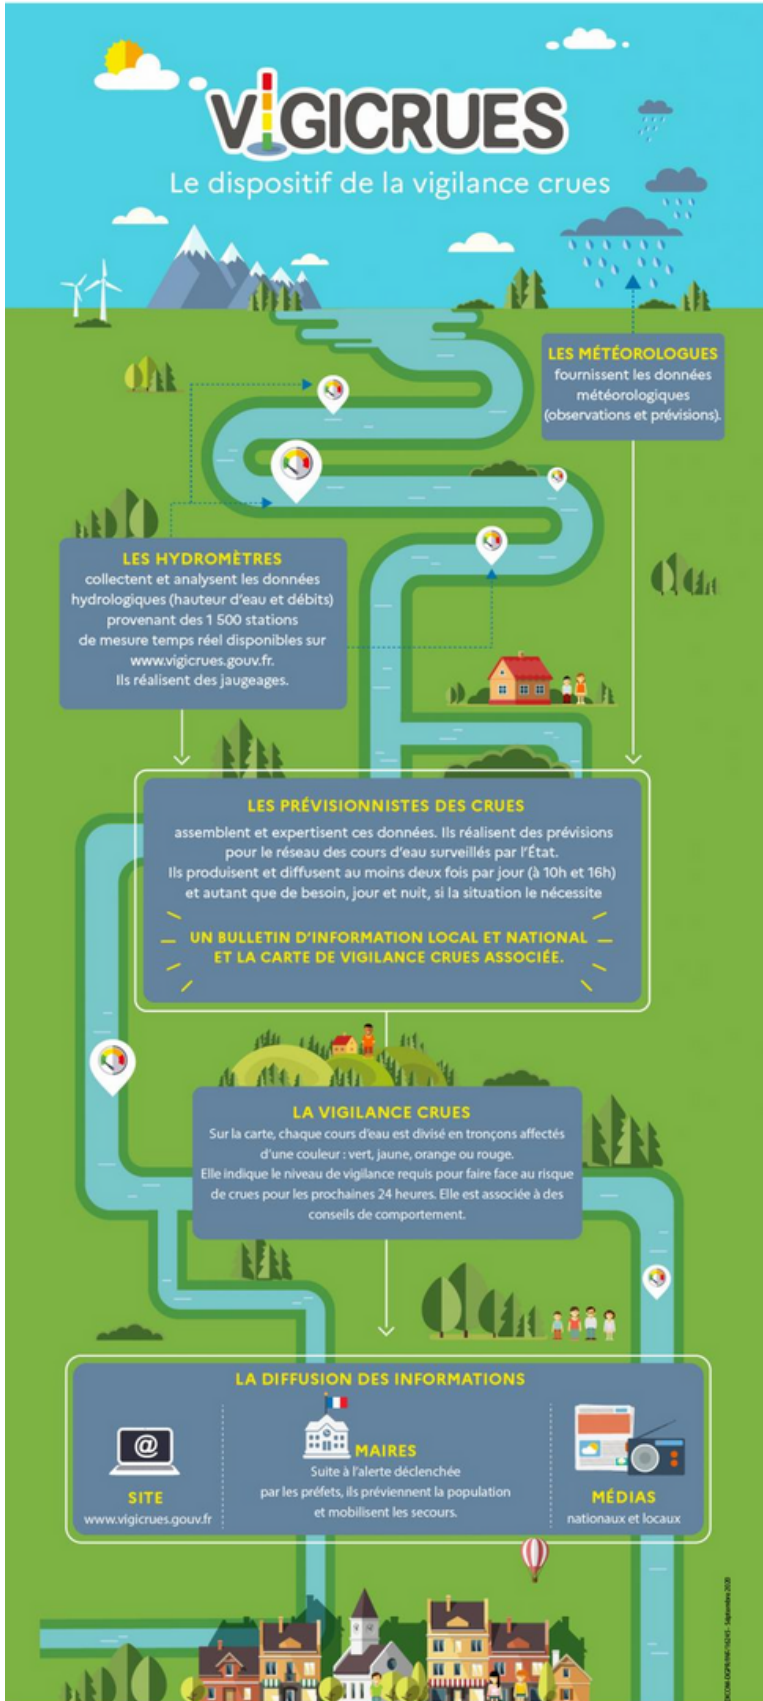 VIGICRUES
Le dispositif de la vigilance crues
LES MÉTÉOROLOGUES
fournissent les données
météorologiques
(observations et prévisions).
LES HYDROMÈTRES
collectent et analysent les données
hydrologiques (hauteur d'eau et débits)
provenant des 1 500 stations
de mesure temps réel disponibles sur
www.vigicrues.gouv.fr.
Ils réalisent des jaugeages.
LES PRÉVISIONNISTES DES CRUES
assemblent et expertisent ces données. Ils réalisent des prévisions
pour le réseau des cours d'eau surveillés par l'État.
Ils produisent et diffusent au moins deux fois par jour (à 10h et 16h)
et autant que de besoin, jour et nuit, si la situation le nécessite
UN BULLETIN D'INFORMATION LOCAL ET NATIONAL
ET LA CARTE DE VIGILANCE CRUES ASSOCIÉE.
LA VIGILANCE CRUES
Sur la carte, chaque cours d'eau est divisé en tronçons affectés
d'une couleur : vert, jaune, orange ou rouge.
Elle indique le niveau de vigilance requis pour faire face au risque
de crues pour les prochaines 24 heures. Elle est associée à des
conseils de comportement.
LA DIFFUSION DES INFORMATIONS
@
SITE
www.vigicrues.gouv.fr
MAIRES
Suite à l'alerte déclenchée
par les préfets, ils préviennent la population
et mobilisent les secours.
MÉDIAS
nationaux et locaux
Septembre 2020